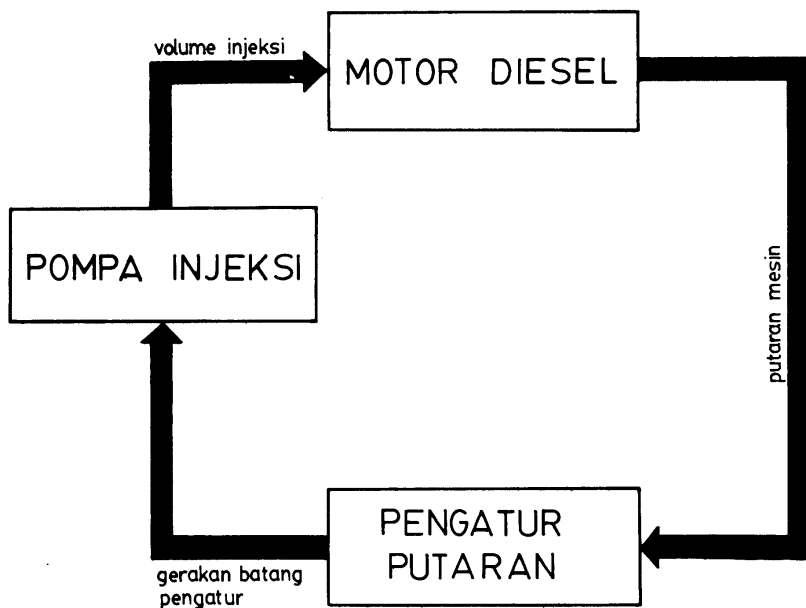 volume injeksi
MOTOR DIESEL
POMPA INJEKSI
putaran mesin
PENGATUR
PUTARAN
gerakan batang
pengatur